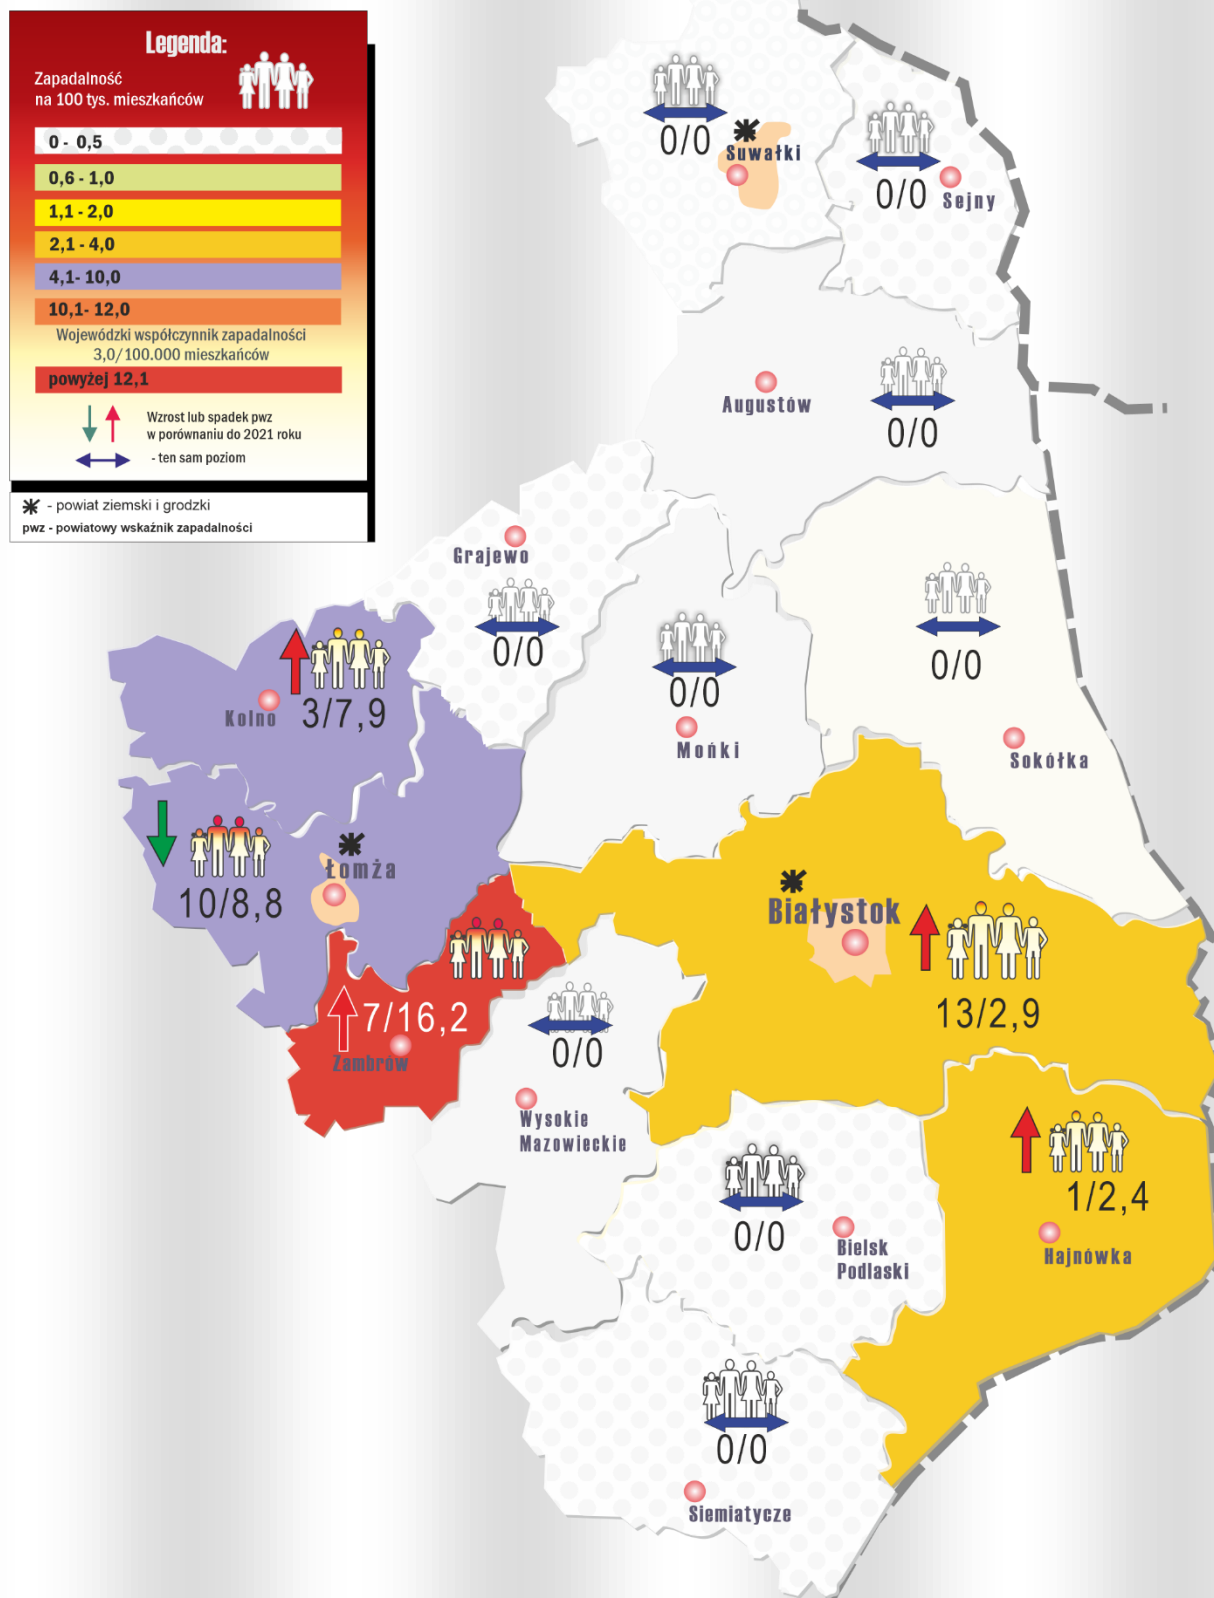 Legenda:
Zapadalność
na 100 tys. mieszkańców
0 - 0,5
0,6 - 1,0
1,1 - 2,0
2,1 - 4,0
4,1- 10,0
10,1- 12,0
Wojewódzki współczynnik zapadalności
3,0/100.000 mieszkańców
powyżej 12,1
Wzrost lub spadek pwz
w porównaniu do 2021 roku
- ten sam poziom
- powiat ziemski i grodzki
pwz - powiatowy wskaźnik zapadalności
0/0
Suwałki
0/0
Sejny
Augustów
0/0
Grajewo
0/0
0/0
Mońki
0/0
Sokółka
Kolno
3/7,9
10/8,8
Łomża
Białystok
13/2,9
7/16,2
Zambrów
0/0
Wysokie
Mazowieckie
1/2,4
Hajnówka
0/0
Bielsk
Podlaski
0/0
Siemiatycze